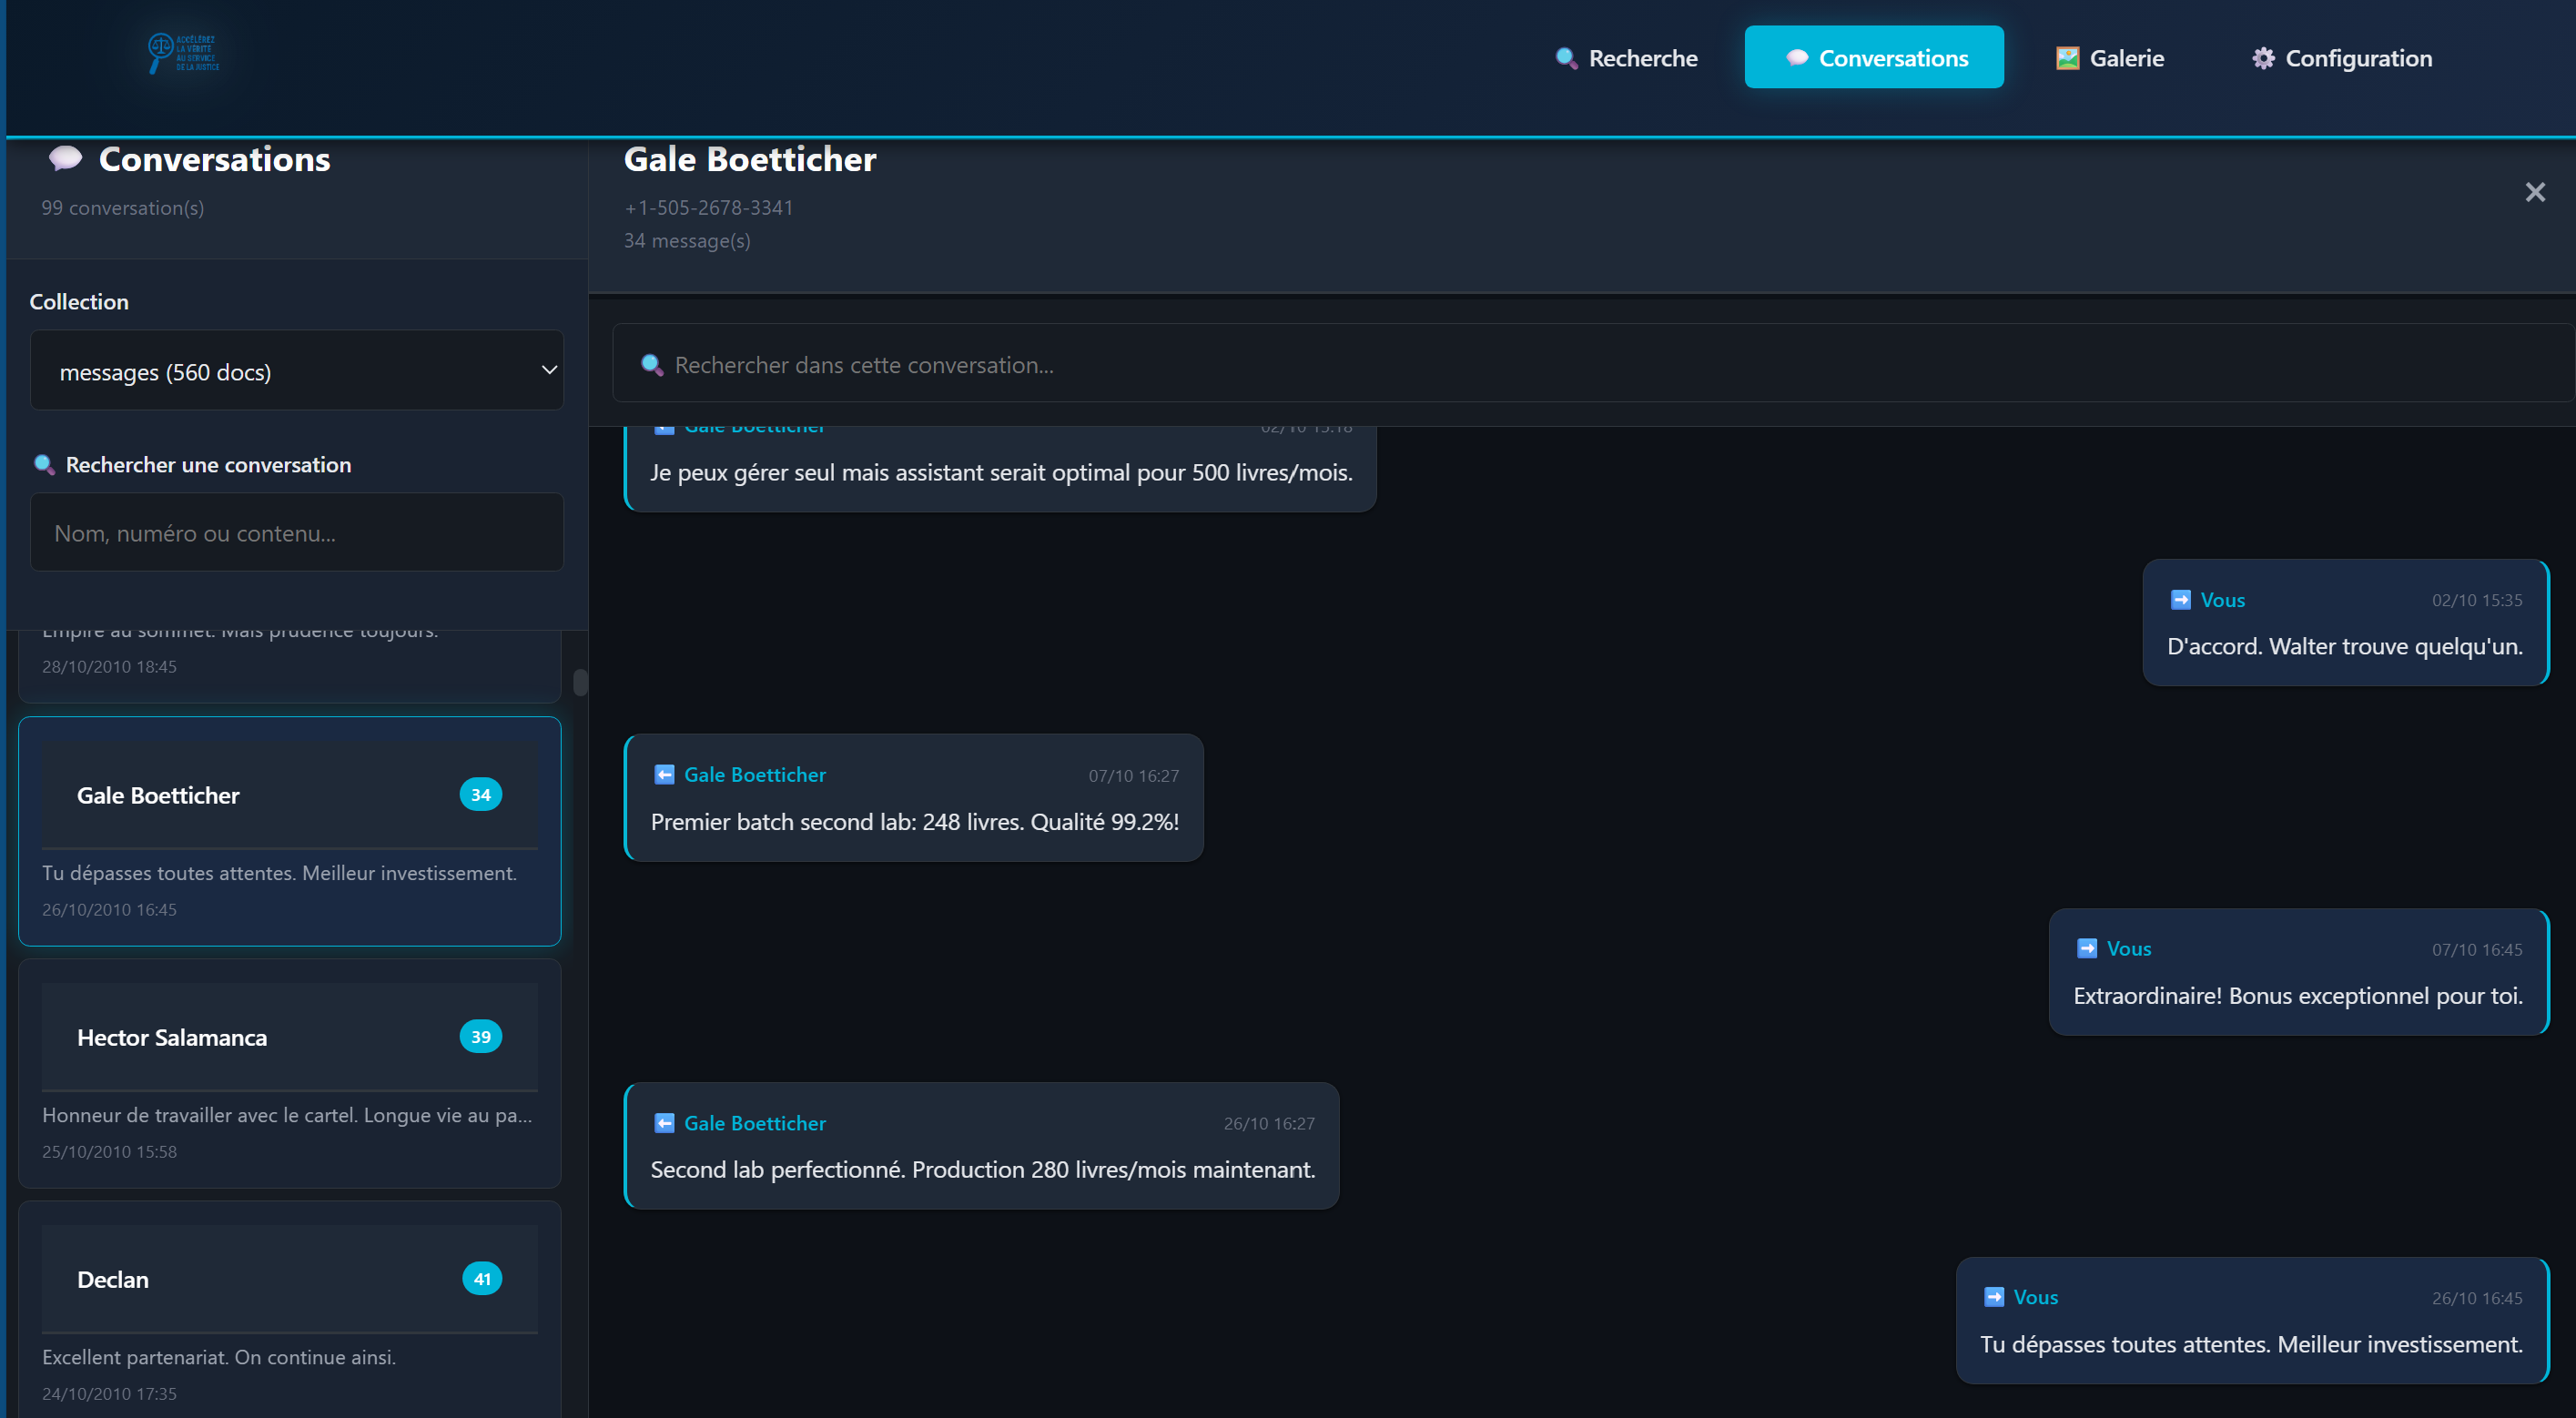 ACCÉLÉREZ
LA VÉRITÉ
AU SERVICE
DE LA JUSTICE
Recherche
Conversations
Galerie
Configuration
Conversations
99 conversation(s)
Collection
messages (560 docs)
Rechercher une conversation
Nom, numéro ou contenu...
Empire au sommet. Mais prudence toujours.
28/10/2010 18:45
Gale Boetticher
34
Tu dépasses toutes attentes. Meilleur investissement.
26/10/2010 16:45
Hector Salamanca
39
Honneur de travailler avec le cartel. Longue vie au pa...
25/10/2010 15:58
Declan
41
Excellent partenariat. On continue ainsi.
24/10/2010 17:35
Gale Boetticher
+1-505-2678-3341
34 message(s)
Rechercher dans cette conversation...
Gale Boetticher 02/10 15:18
Je peux gérer seul mais assistant serait optimal pour 500 livres/mois.
Vous 02/10 15:35
D'accord. Walter trouve quelqu'un.
Gale Boetticher 07/10 16:27
Premier batch second lab: 248 livres. Qualité 99.2%!
Vous 07/10 16:45
Extraordinaire! Bonus exceptionnel pour toi.
Gale Boetticher 26/10 16:27
Second lab perfectionné. Production 280 livres/mois maintenant.
Vous 26/10 16:45
Tu dépasses toutes attentes. Meilleur investissement.